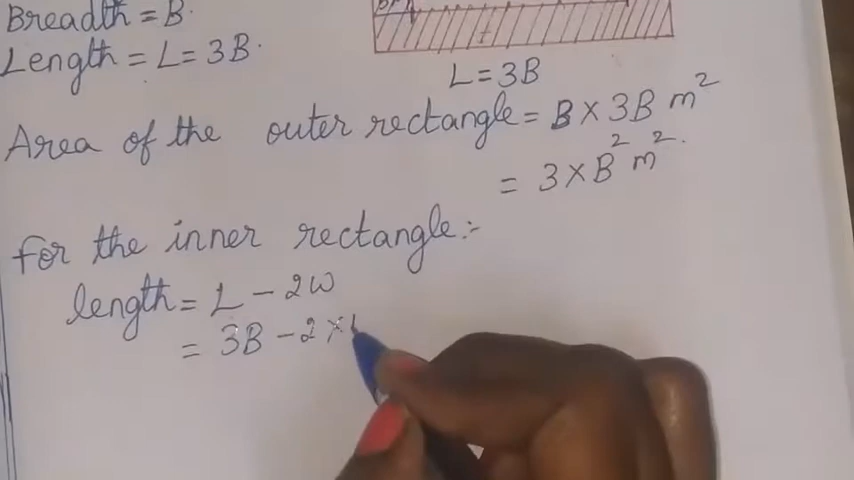 Breadth = B.
Length = L = 3B.
L = 3B
Area of the outer rectangle = B × 3B m²
= 3 × B² m².
for the inner rectangle :-
length = L - 2W
= 3B - 2 ×